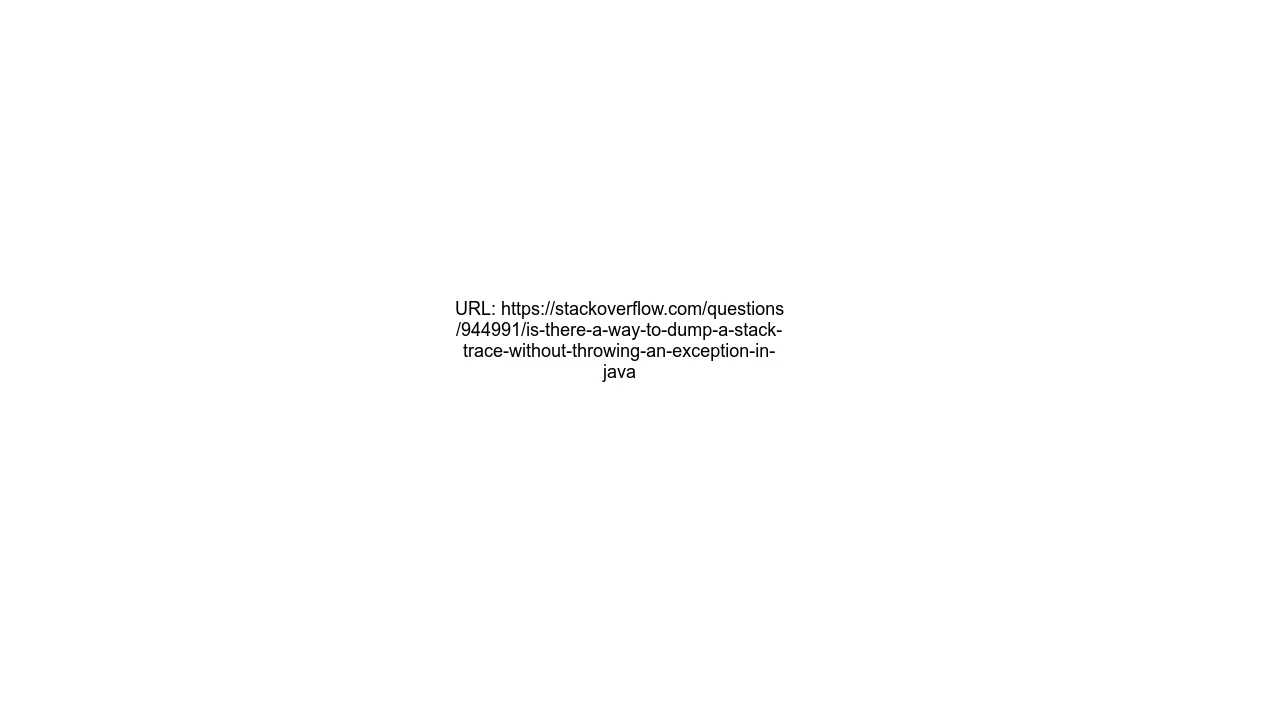 URL: https://stackoverflow.com/questions
/944991/is-there-a-way-to-dump-a-stack-
trace-without-throwing-an-exception-in-
java